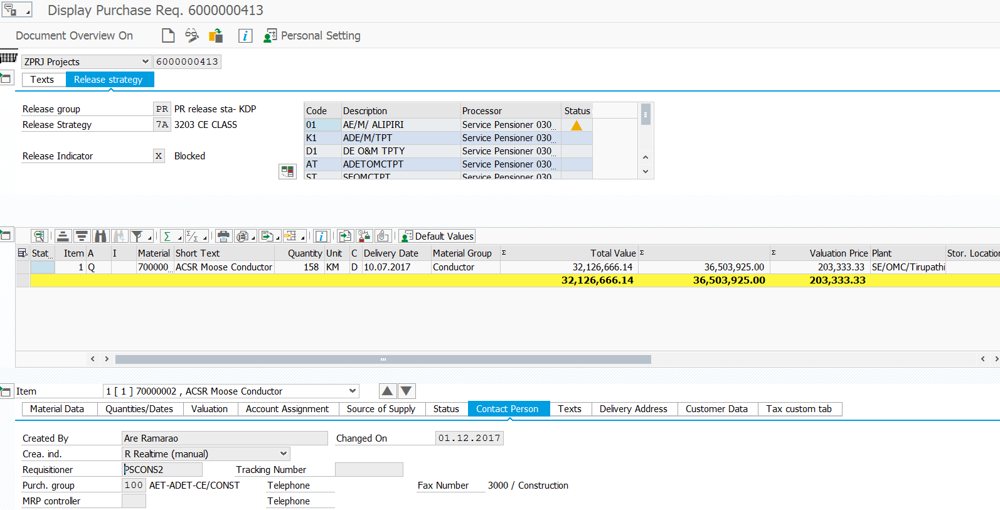 Display Purchase Req. 6000000413
Document Overview On Personal Setting
ZPRJ Projects 6000000413
Texts Release strategy
Release group PR PR release sta- KDP
Release Strategy 7A 3203 CE CLASS
Release Indicator X Blocked
Code Description Processor Status
01 AE/M/ ALIPIRI Service Pensioner 030...
K1 ADE/M/TPT Service Pensioner 030...
D1 DE O&M TPTY Service Pensioner 030...
AT ADETOMCTPT Service Pensioner 030...
ST SEOMCTPT Service Pensioner 030
Default Values
Stat... Item A I Material Short Text Quantity Unit C Delivery Date Material Group Σ Total Value Σ Σ Valuation Price Plant Stor. Location
1 Q 700000... ACSR Moose Conductor 158 KM D 10.07.2017 Conductor 32,126,666.14 36,503,925.00 203,333.33 SE/OMC/Tirupathi
32,126,666.14 36,503,925.00 203,333.33
Item 1 [ 1 ] 70000002 , ACSR Moose Conductor
Material Data Quantities/Dates Valuation Account Assignment Source of Supply Status Contact Person Texts Delivery Address Customer Data Tax custom tab
Created By Are Ramarao Changed On 01.12.2017
Crea. ind. R Realtime (manual)
Requisitioner PSCONS2 Tracking Number
Purch. group 100 AET-ADET-CE/CONST Telephone Fax Number 3000 / Construction
MRP controller Telephone